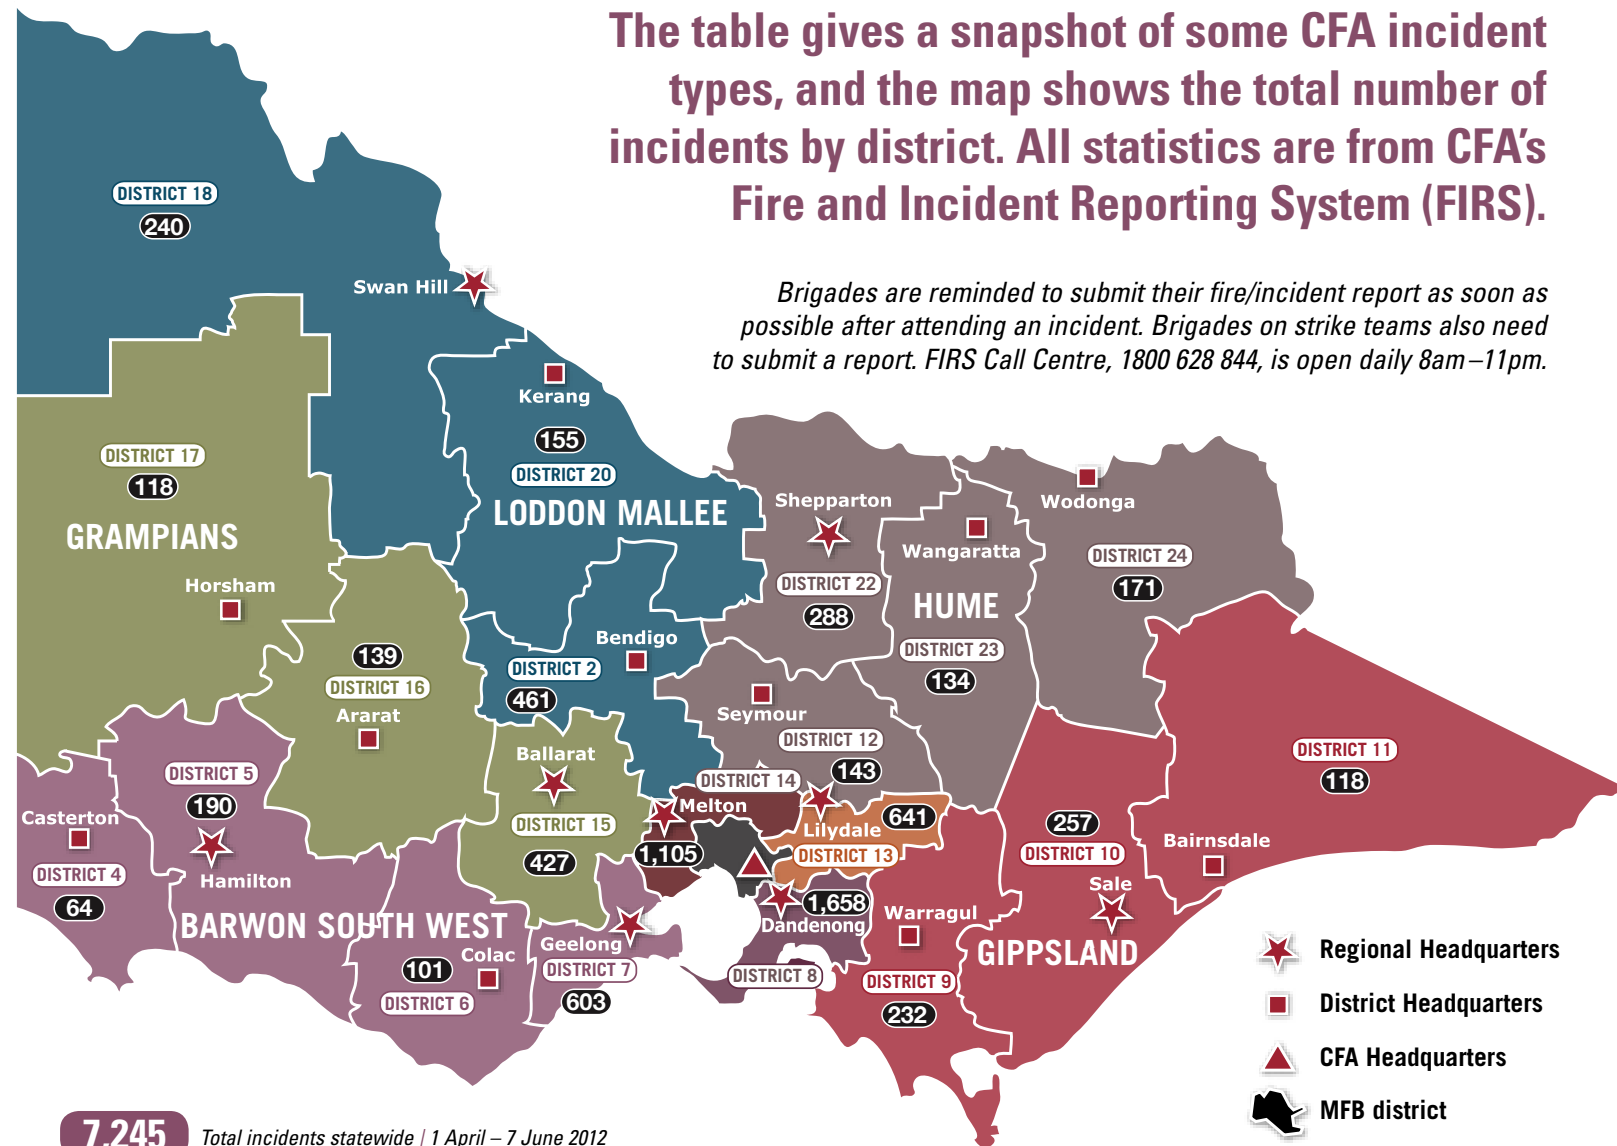 The table gives a snapshot of some CFA incident
types, and the map shows the total number of
incidents by district. All statistics are from CFA's
Fire and Incident Reporting System (FIRS).
Brigades are reminded to submit their fire/incident report as soon as
possible after attending an incident. Brigades on strike teams also need
to submit a report. FIRS Call Centre, 1800 628 844, is open daily 8am–11pm.
DISTRICT 18
240
Swan Hill
Kerang
155
DISTRICT 20
LODDON MALLEE
DISTRICT 17
118
GRAMPIANS
Horsham
Shepparton
DISTRICT 22
288
Wangaratta
HUME
DISTRICT 23
134
Wodonga
DISTRICT 24
171
139
DISTRICT 16
Ararat
Bendigo
DISTRICT 2
461
Seymour
DISTRICT 12
143
Ballarat
DISTRICT 15
427
DISTRICT 14
Melton
1,105
Lilydale
641
DISTRICT 13
DISTRICT 5
190
Hamilton
Casterton
DISTRICT 4
64
BARWON SOUTH WEST
101
Colac
DISTRICT 6
Geelong
DISTRICT 7
603
1,658
Dandenong
DISTRICT 8
Warragul
DISTRICT 9
232
257
DISTRICT 10
Sale
GIPPSLAND
DISTRICT 11
118
Bairnsdale
Regional Headquarters
District Headquarters
CFA Headquarters
MFB district
7,245
Total incidents statewide | 1 April – 7 June 2012